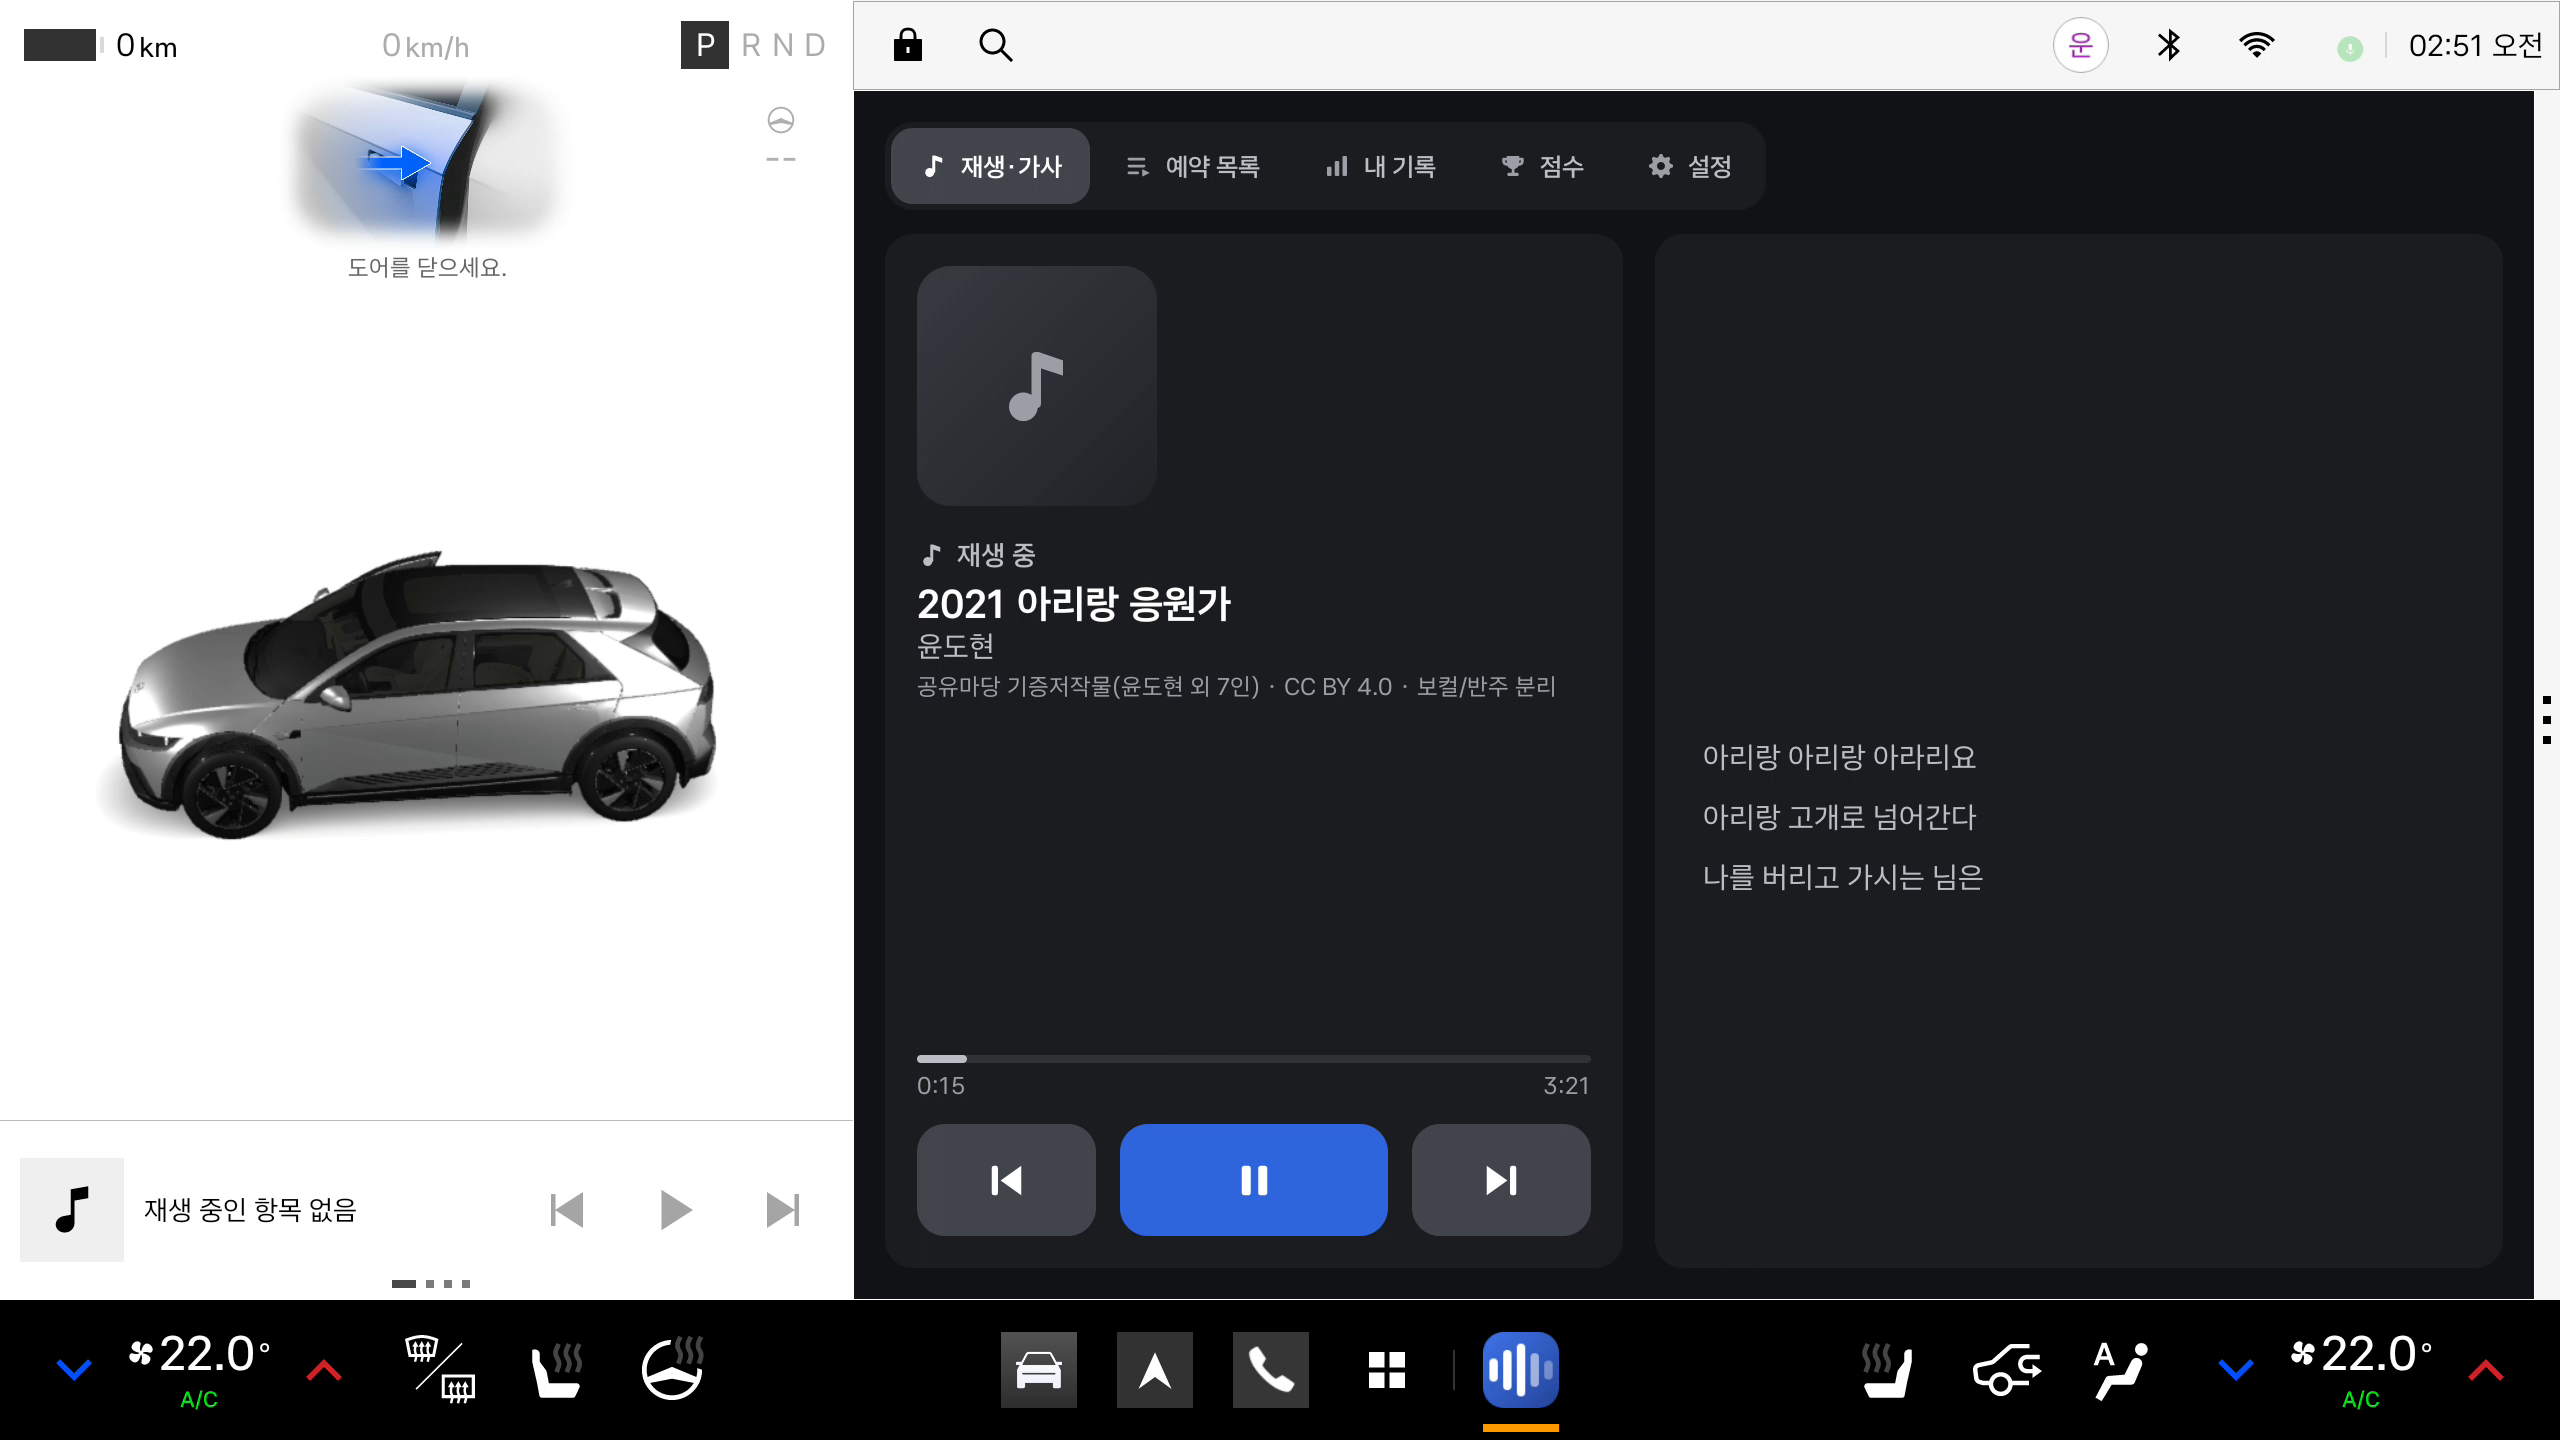 0 km
0 km/h
P R N D
도어를 닫으세요.
재생 중인 항목 없음
운
02:51 오전
재생·가사
예약 목록
내 기록
점수
설정
재생 중
2021 아리랑 응원가
윤도현
공유마당 기증저작물(윤도현 외 7인) · CC BY 4.0 · 보컬/반주 분리
0:15
3:21
아리랑 아리랑 아라리요
아리랑 고개로 넘어간다
나를 버리고 가시는 님은
22.0°
A/C
A
22.0°
A/C